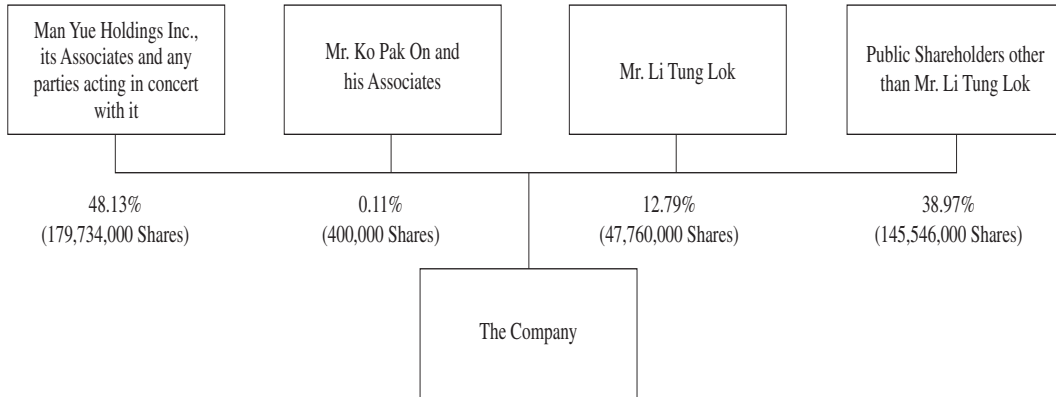 Man Yue Holdings Inc.,
its Associates and any
parties acting in concert
with it
Mr. Ko Pak On and
his Associates
Mr. Li Tung Lok
Public Shareholders other
than Mr. Li Tung Lok
48.13%
(179,734,000 Shares)
0.11%
(400,000 Shares)
12.79%
(47,760,000 Shares)
38.97%
(145,546,000 Shares)
The Company